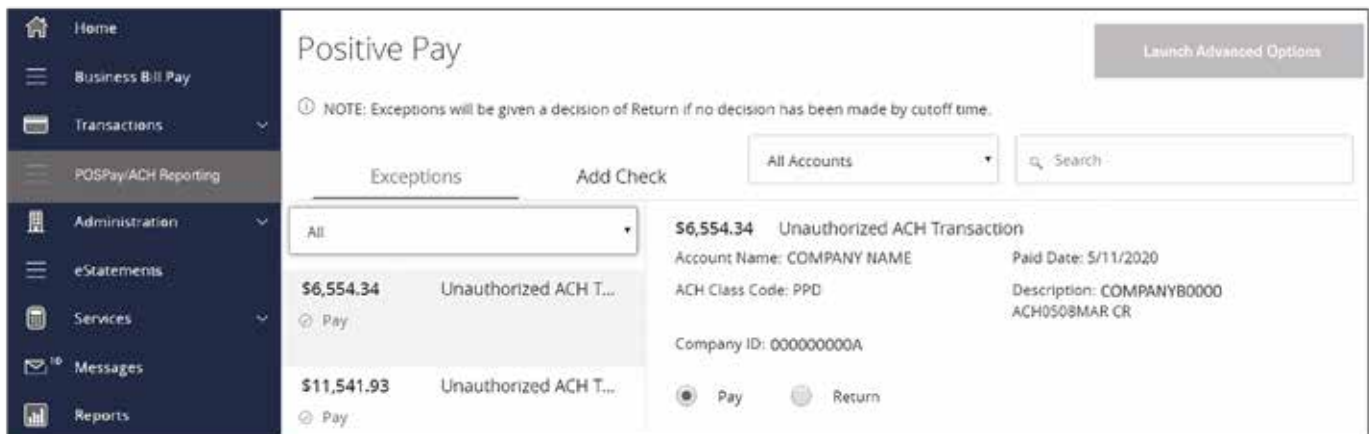 Home
Business Bill Pay
Transactions
POSPay/ACH Reporting
Administration
eStatements
Services
10
Messages
Reports
Positive Pay
Launch Advanced Options
NOTE: Exceptions will be given a decision of Return if no decision has been made by cutoff time.
Exceptions
Add Check
All Accounts
Search
All
$6,554.34 Unauthorized ACH T...
Pay
$11,541.93 Unauthorized ACH T...
Pay
$6,554.34 Unauthorized ACH Transaction
Account Name: COMPANY NAME
Paid Date: 5/11/2020
ACH Class Code: PPD
Description: COMPANYB0000
ACH0508MAR CR
Company ID: 000000000A
Pay Return